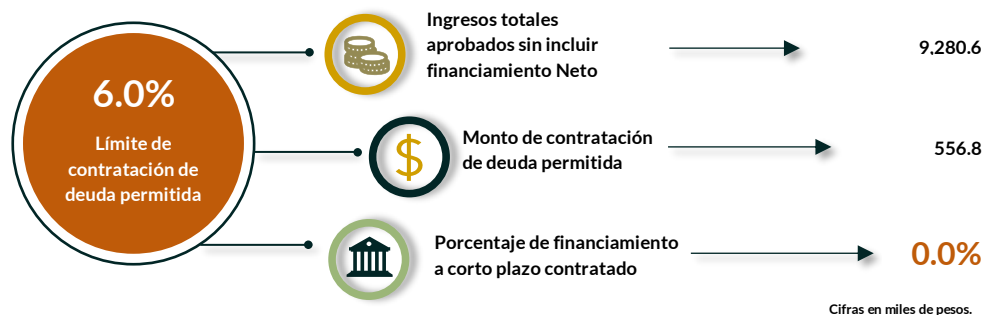 6.0%
Límite de
contratación de
deuda permitida
Ingresos totales
aprobados sin incluir
financiamiento Neto
9,280.6
$
Monto de contratación
de deuda permitida
556.8
Porcentaje de financiamiento
a corto plazo contratado
0.0%
Cifras en miles de pesos.